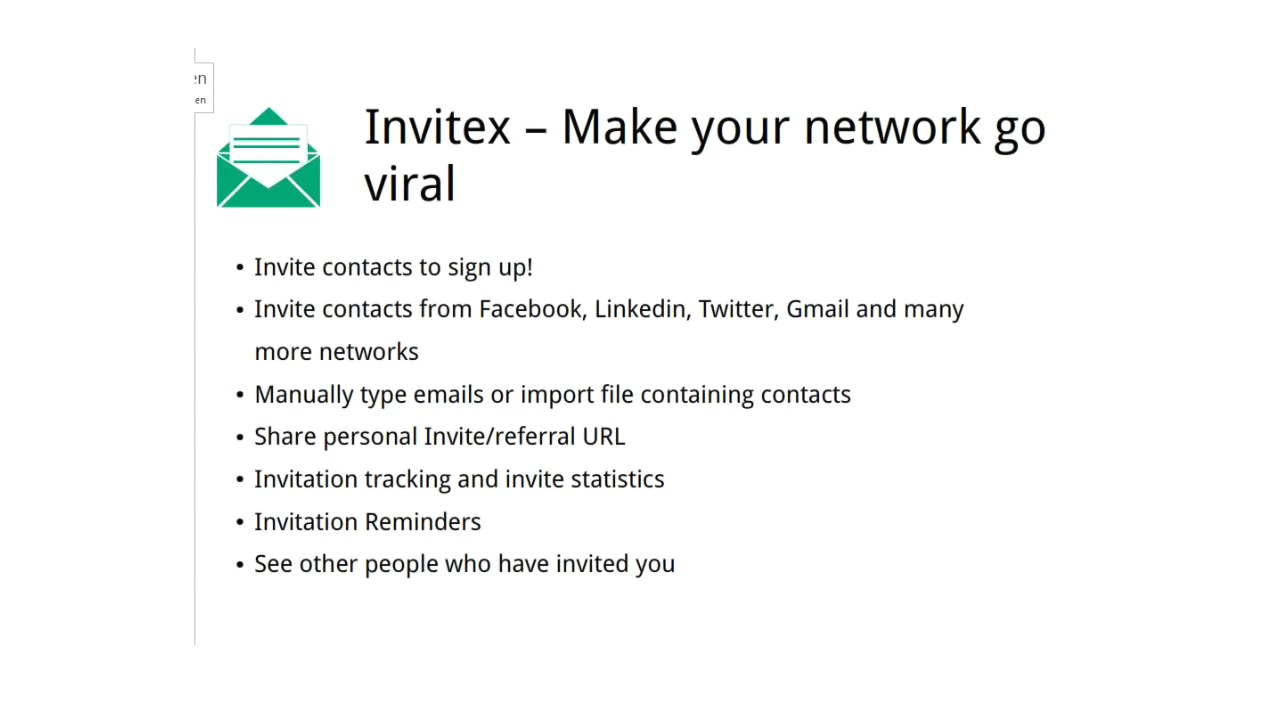 en
en
Invitex – Make your network go
viral
• Invite contacts to sign up!
• Invite contacts from Facebook, Linkedin, Twitter, Gmail and many
more networks
• Manually type emails or import file containing contacts
• Share personal Invite/referral URL
• Invitation tracking and invite statistics
• Invitation Reminders
• See other people who have invited you